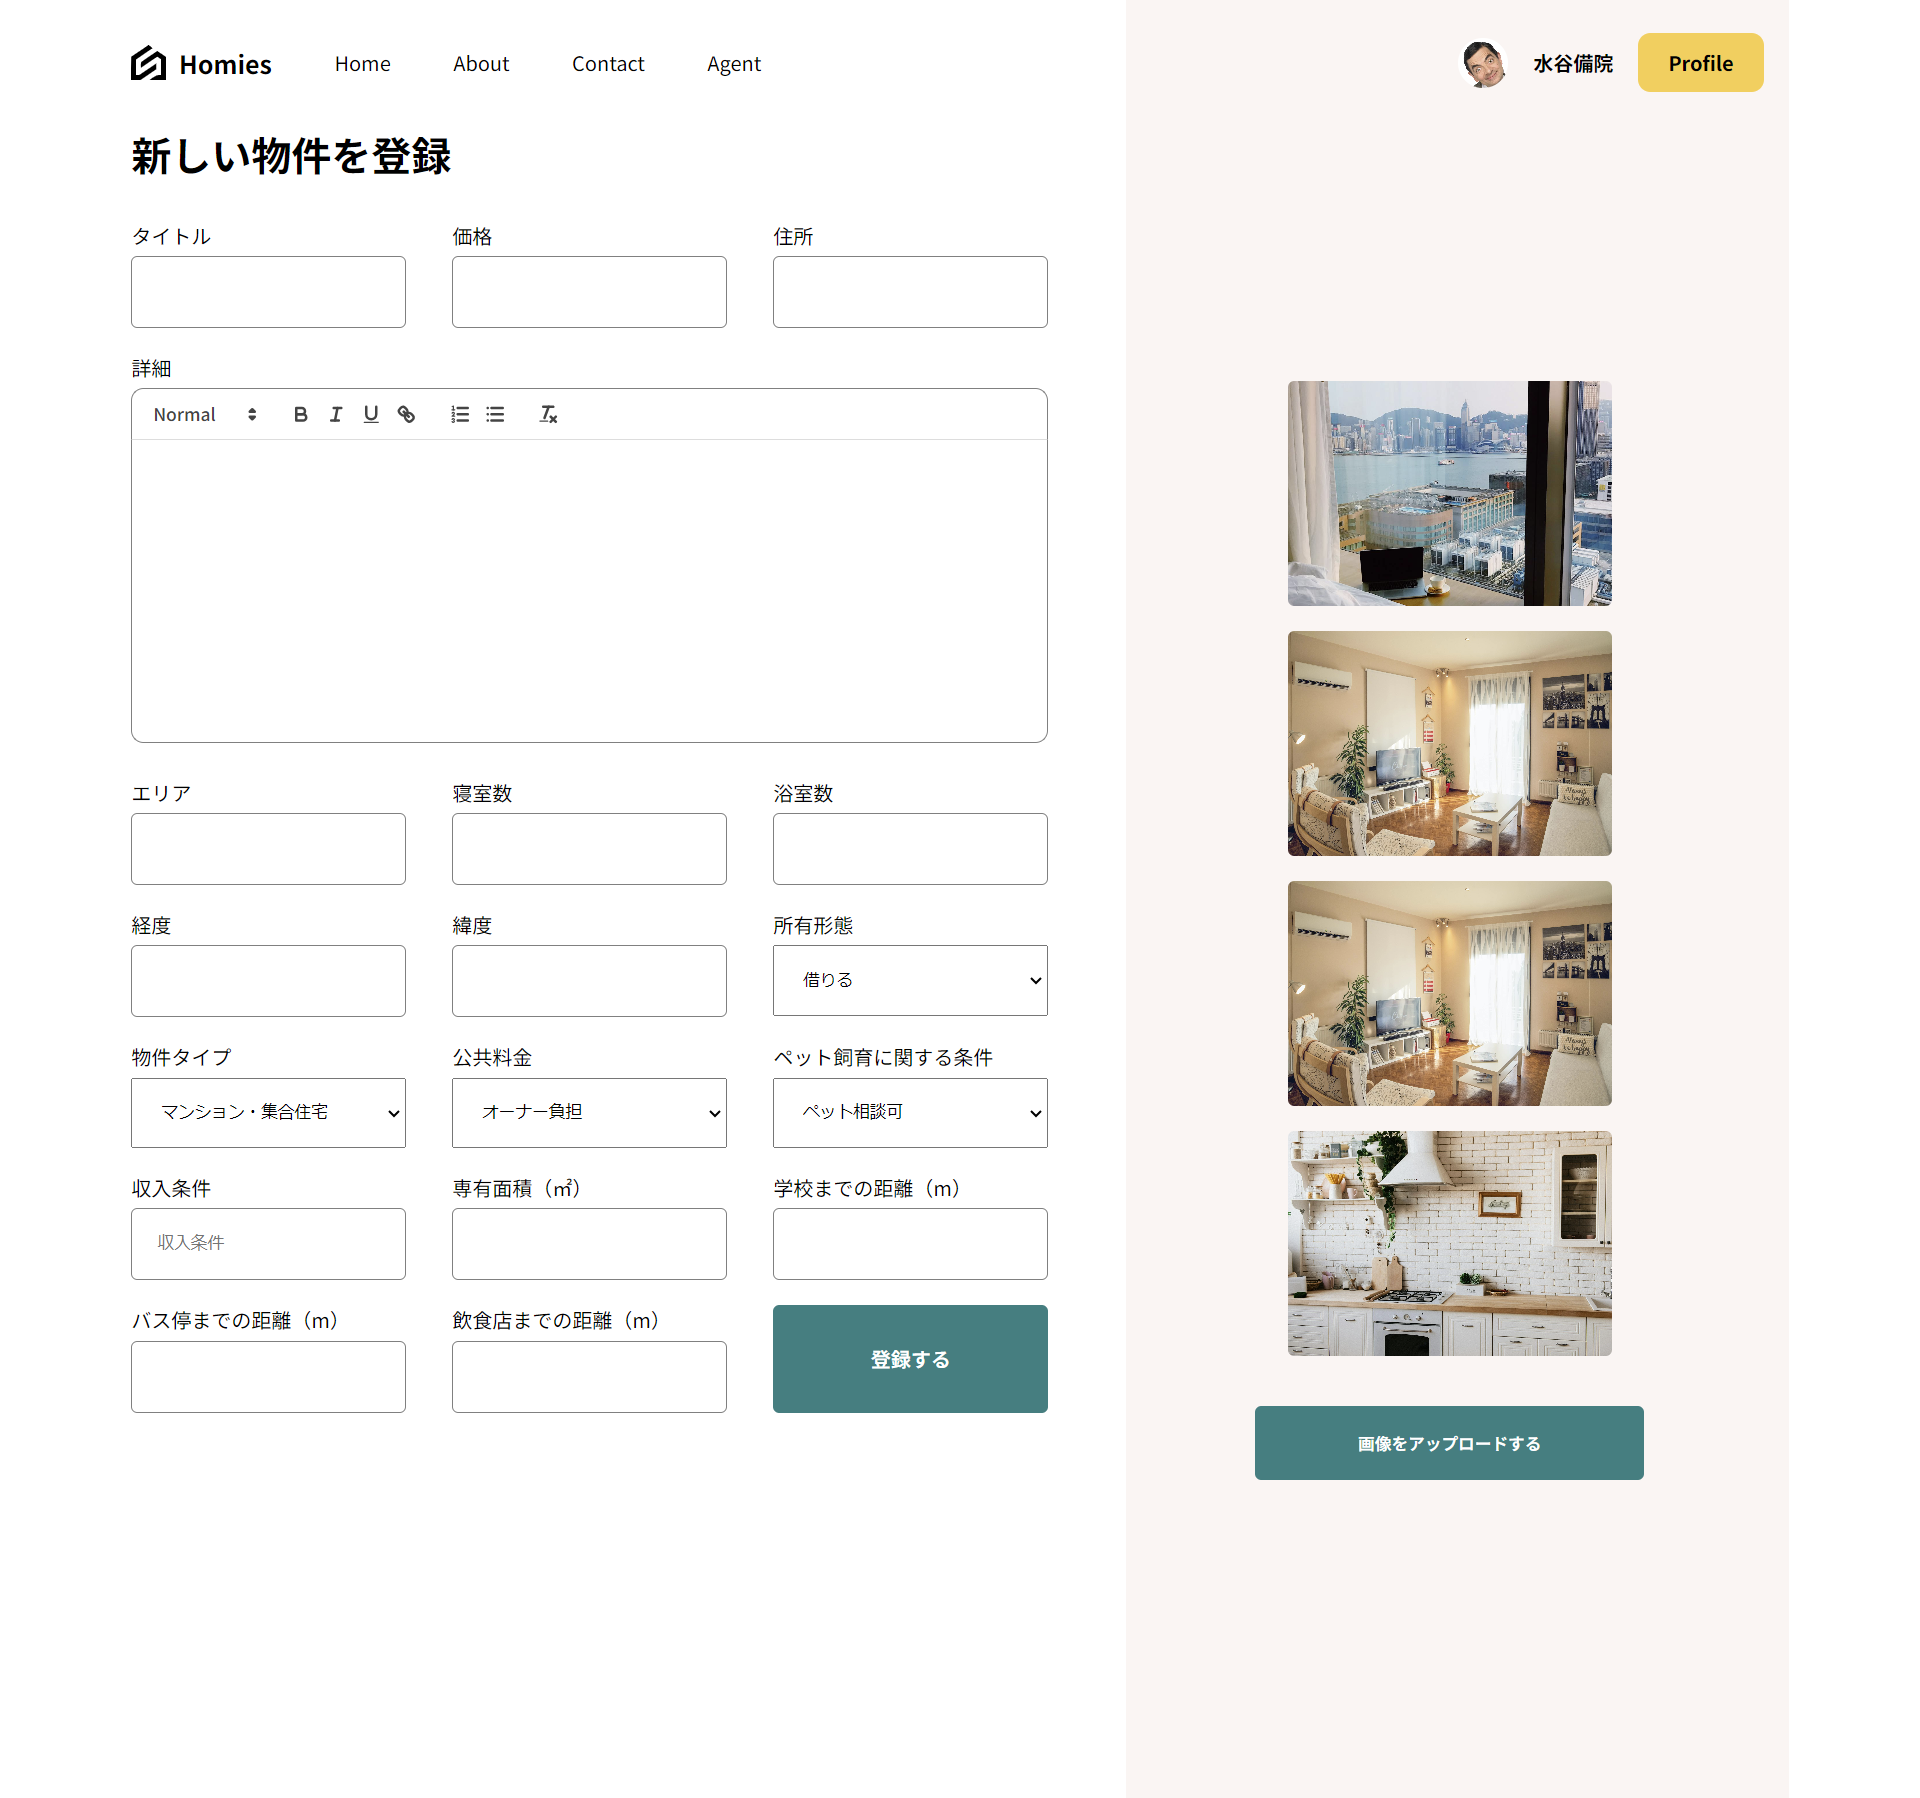 Homies
Home
About
Contact
Agent
水谷備院
Profile
新しい物件を登録
タイトル
価格
住所
詳細
Normal
エリア
寝室数
浴室数
経度
緯度
所有形態
借りる
物件タイプ
公共料金
ペット飼育に関する条件
マンション・集合住宅
オーナー負担
ペット相談可
収入条件
専有面積（㎡）
学校までの距離（m）
収入条件
バス停までの距離（m）
飲食店までの距離（m）
登録する
画像をアップロードする